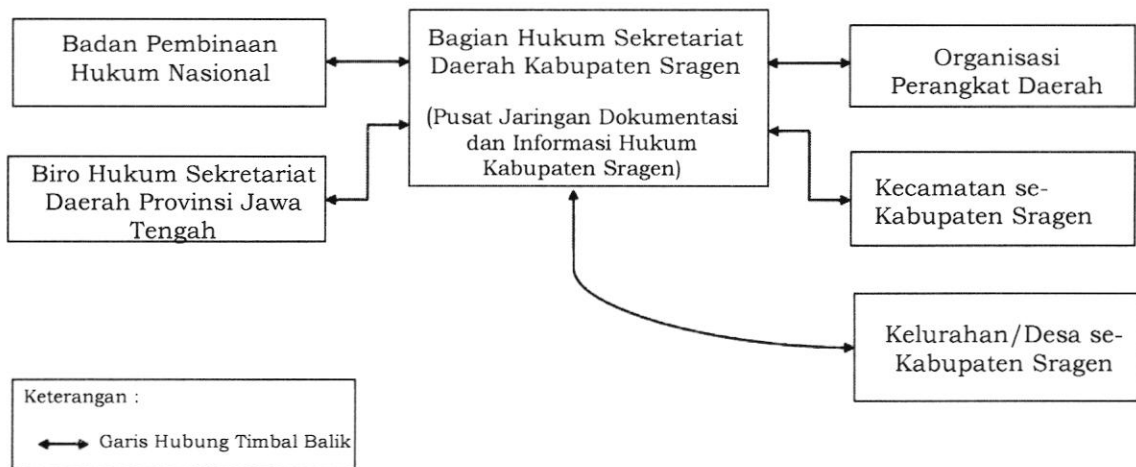 Badan Pembinaan
Hukum Nasional
Biro Hukum Sekretariat
Daerah Provinsi Jawa
Tengah
Bagian Hukum Sekretariat
Daerah Kabupaten Sragen
(Pusat Jaringan Dokumentasi
dan Informasi Hukum
Kabupaten Sragen)
Organisasi
Perangkat Daerah
Kecamatan se-
Kabupaten Sragen
Kelurahan/Desa se-
Kabupaten Sragen
Keterangan :
Garis Hubung Timbal Balik